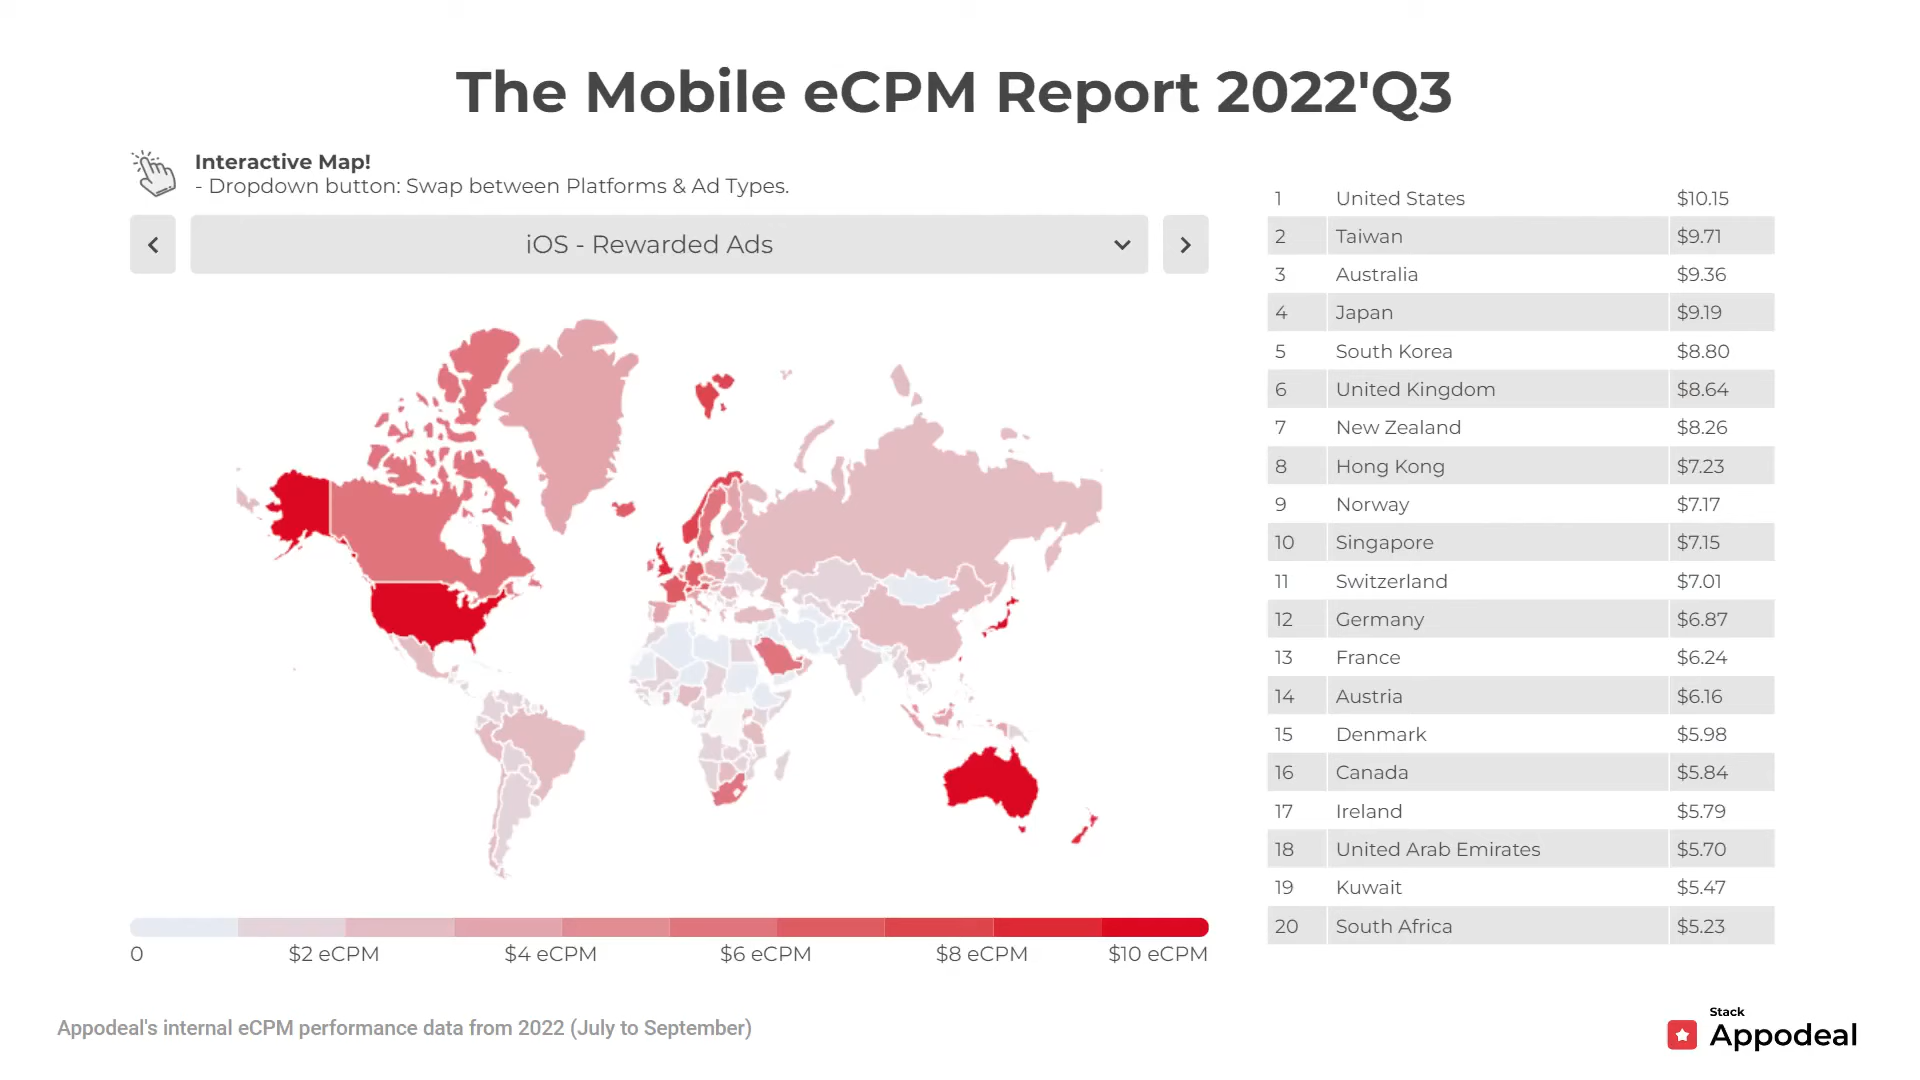 The Mobile eCPM Report 2022'Q3
Interactive Map!
- Dropdown button: Swap between Platforms & Ad Types.
iOS - Rewarded Ads
0
$2 eCPM
$4 eCPM
$6 eCPM
$8 eCPM
$10 eCPM
1 United States $10.15
2 Taiwan $9.71
3 Australia $9.36
4 Japan $9.19
5 South Korea $8.80
6 United Kingdom $8.64
7 New Zealand $8.26
8 Hong Kong $7.23
9 Norway $7.17
10 Singapore $7.15
11 Switzerland $7.01
12 Germany $6.87
13 France $6.24
14 Austria $6.16
15 Denmark $5.98
16 Canada $5.84
17 Ireland $5.79
18 United Arab Emirates $5.70
19 Kuwait $5.47
20 South Africa $5.23
Appodeal's internal eCPM performance data from 2022 (July to September)
Stack
Appodeal